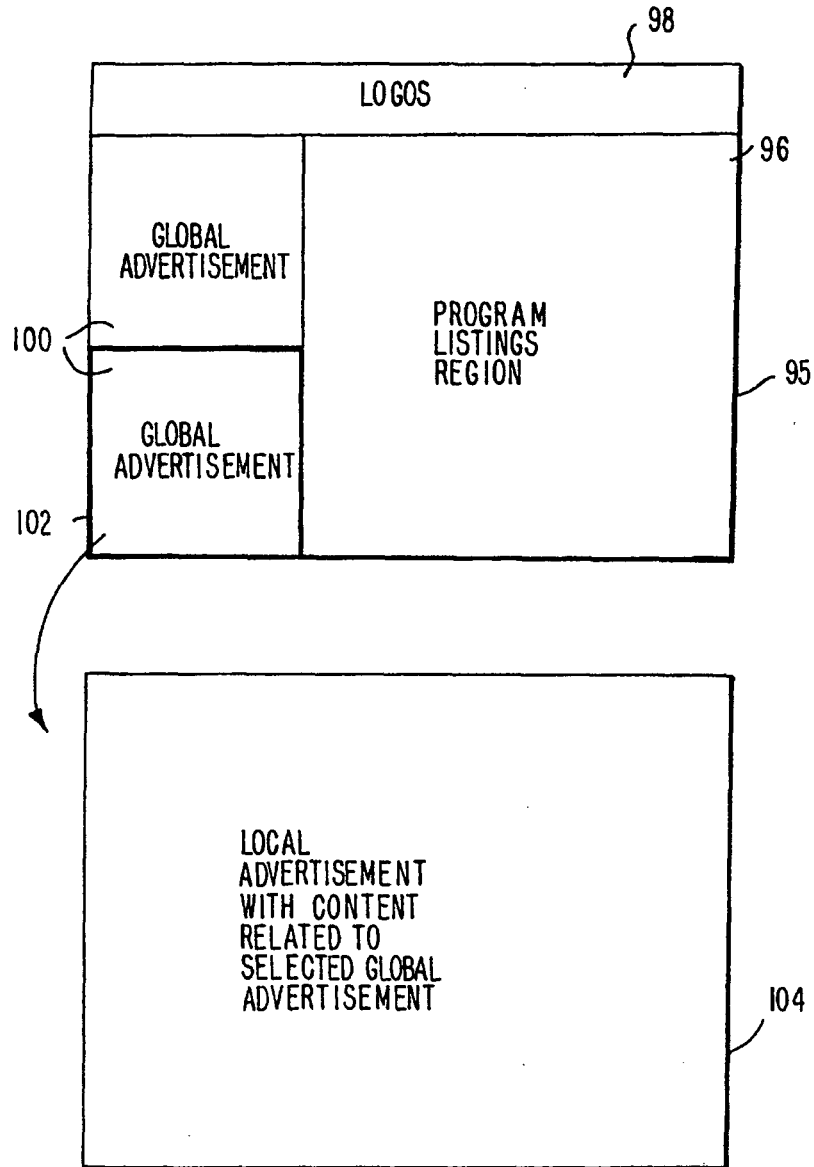 98
LOGOS
96
GLOBAL
ADVERTISEMENT
100
PROGRAM
LISTINGS
REGION
95
GLOBAL
ADVERTISEMENT
102
LOCAL
ADVERTISEMENT
WITH CONTENT
RELATED TO
SELECTED GLOBAL
ADVERTISEMENT
104